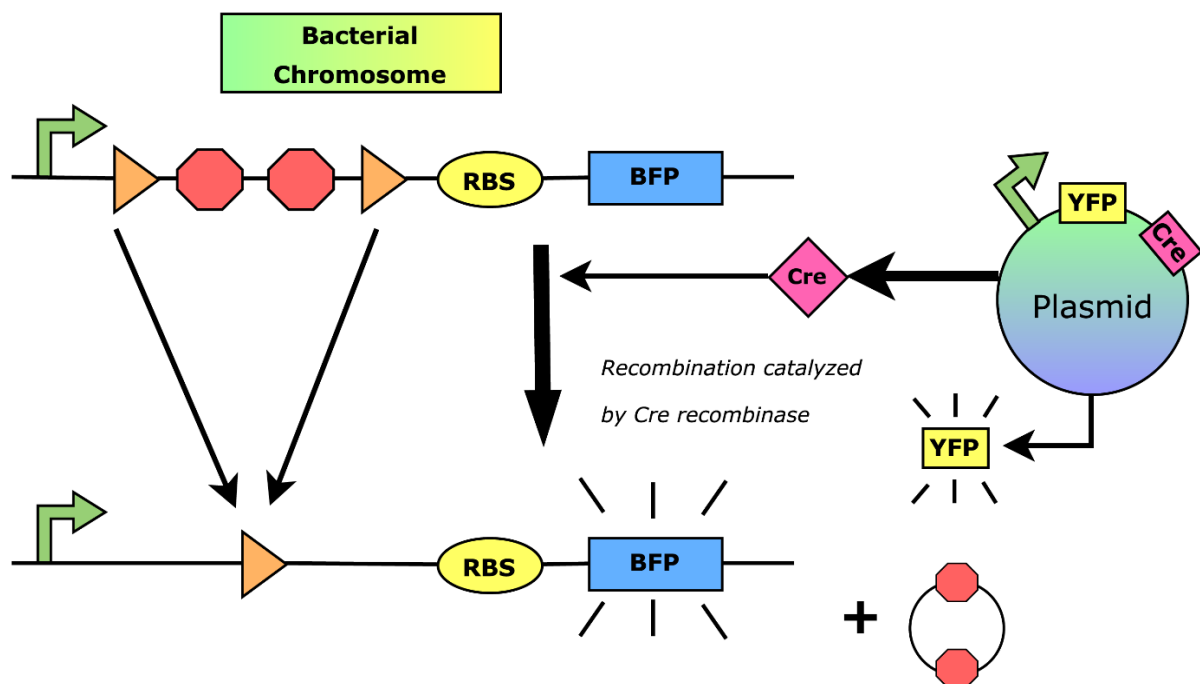 Bacterial
Chromosome
RBS
BFP
YFP
Cre
Cre
Plasmid
Recombination catalyzed
by Cre recombinase
YFP
RBS
BFP
+